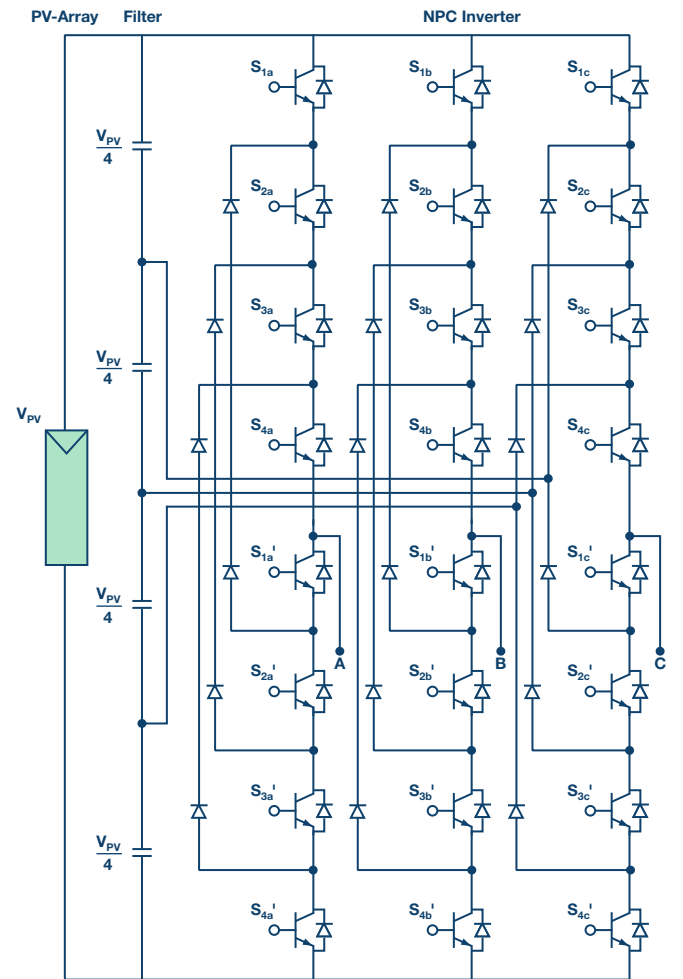 PV-Array Filter NPC Inverter
S1a S1b S1c
VPV
4
S2a S2b S2c
S3a S3b S3c
VPV
4
VPV
S4a S4b S4c
S1a' S1b' S1c'
VPV
4
A B C
S2a' S2b' S2c'
S3a' S3b' S3c'
VPV
4
S4a' S4b' S4c'